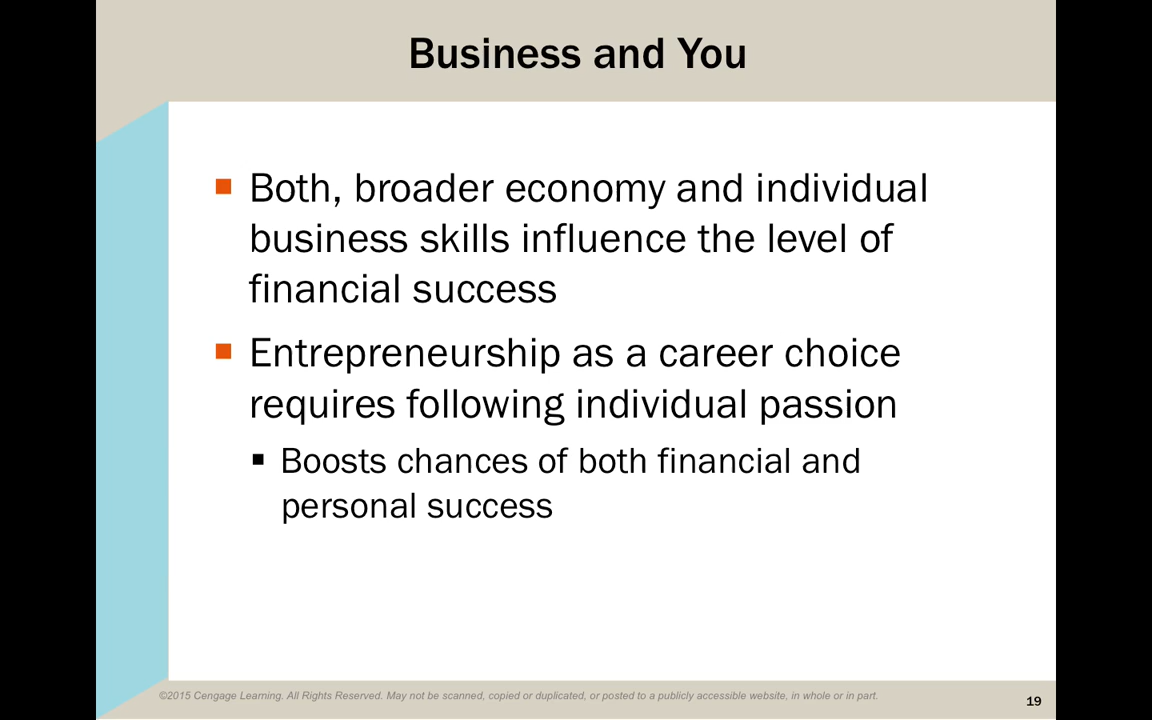 Business and You
■ Both, broader economy and individual
business skills influence the level of
financial success
■ Entrepreneurship as a career choice
requires following individual passion
▪ Boosts chances of both financial and
personal success
©2015 Cengage Learning. All Rights Reserved. May not be scanned, copied or duplicated, or posted to a publicly accessible website, in whole or in part.
19